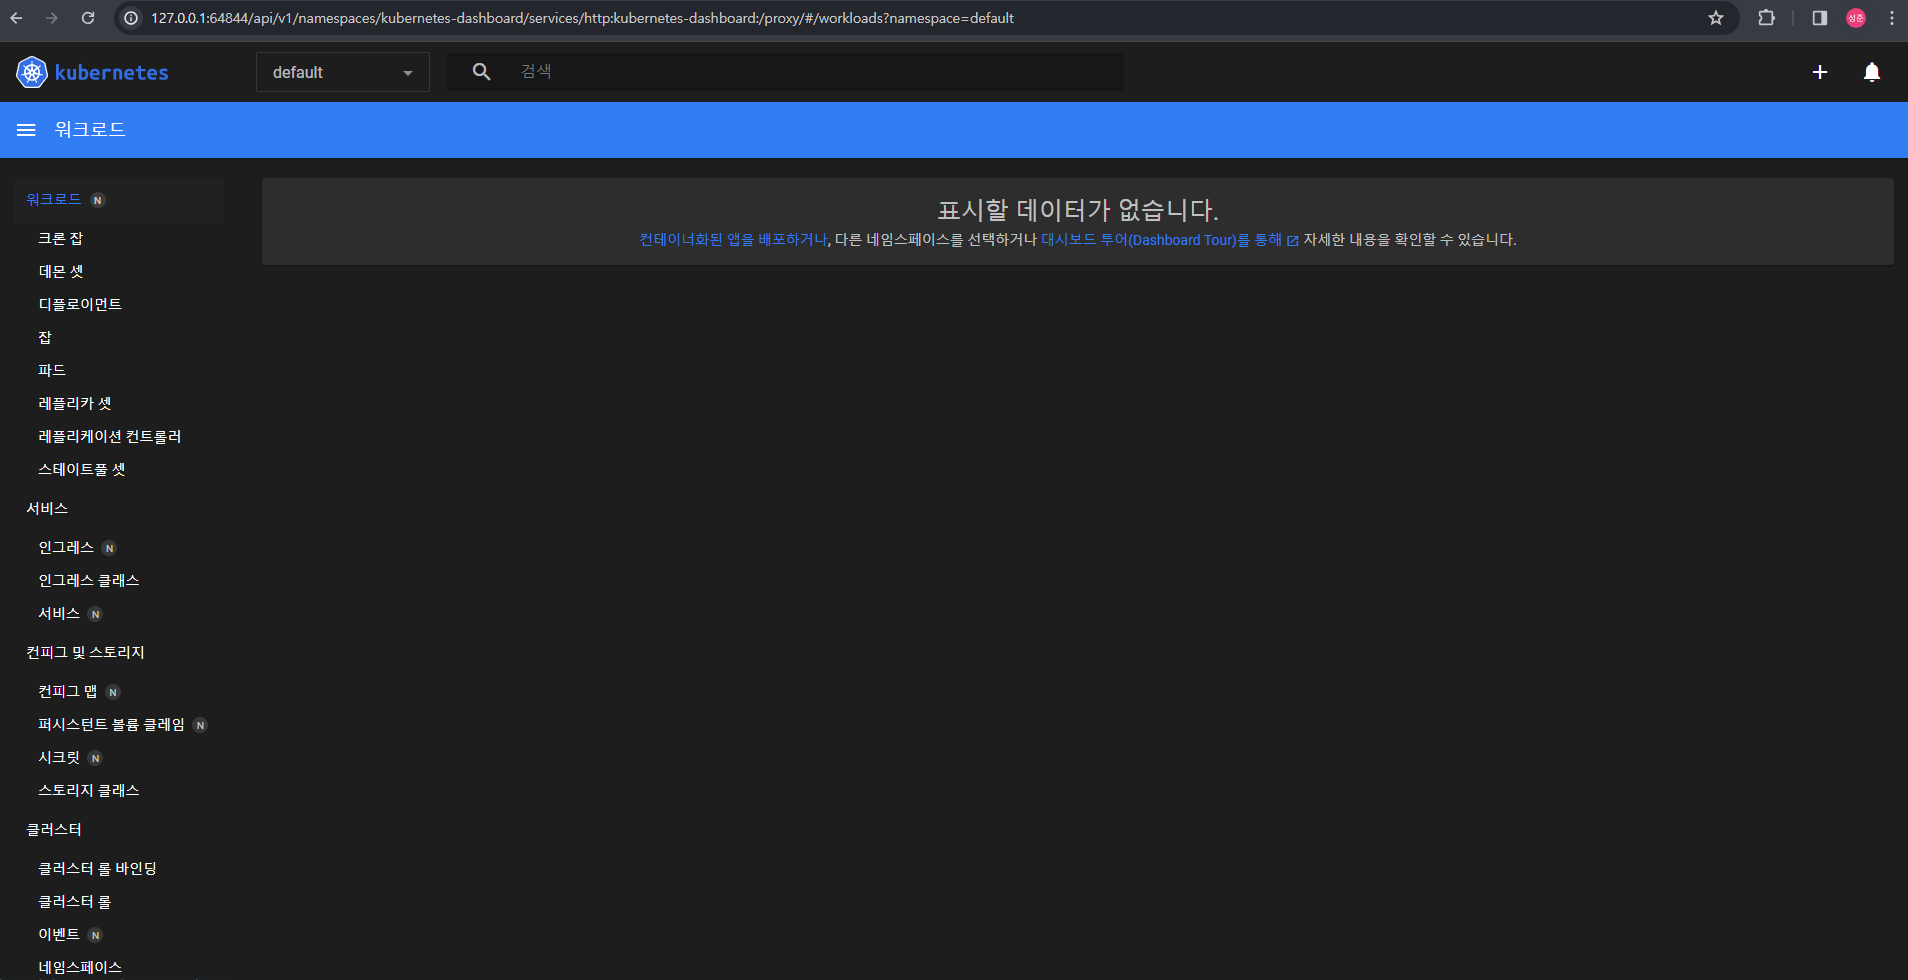 127.0.0.1:64844/api/v1/namespaces/kubernetes-dashboard/services/http:kubernetes-dashboard:/proxy/#/workloads?namespace=default
성준
kubernetes
default
검색
워크로드
워크로드 N
크론 잡
데몬 셋
디플로이먼트
잡
파드
레플리카 셋
레플리케이션 컨트롤러
스테이트풀 셋
서비스
인그레스 N
인그레스 클래스
서비스 N
컨피그 및 스토리지
컨피그 맵 N
퍼시스턴트 볼륨 클레임 N
시크릿 N
스토리지 클래스
클러스터
클러스터 롤 바인딩
클러스터 롤
이벤트 N
네임스페이스
표시할 데이터가 없습니다.
컨테이너화된 앱을 배포하거나, 다른 네임스페이스를 선택하거나 대시보드 투어(Dashboard Tour)를 통해 자세한 내용을 확인할 수 있습니다.